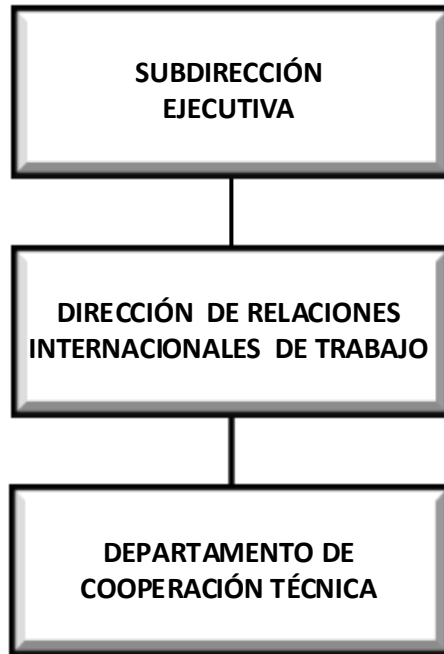 SUBDIRECCIÓN
EJECUTIVA
DIRECCIÓN DE RELACIONES
INTERNACIONALES DE TRABAJO
DEPARTAMENTO DE
COOPERACIÓN TÉCNICA